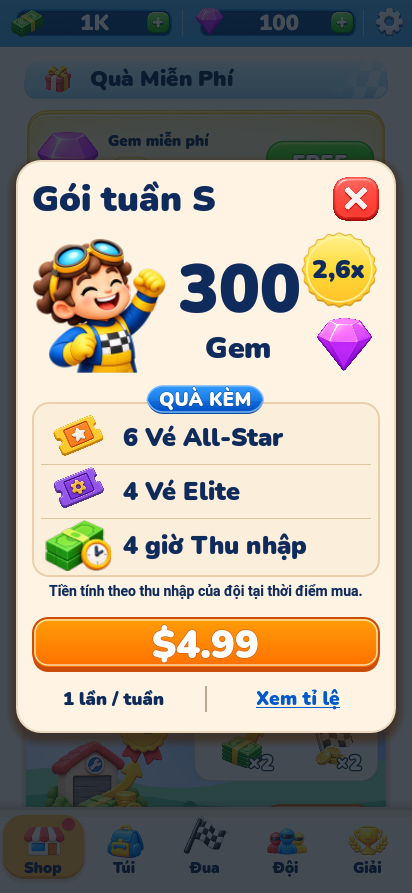 1K
100
Quà Miễn Phí
Gem miễn phí
FREE
Gói tuần S
2,6x
300
Gem
QUÀ KÈM
6 Vé All-Star
4 Vé Elite
4 giờ Thu nhập
Tiền tính theo thu nhập của đội tại thời điểm mua.
$4.99
1 lần / tuần
Xem tỉ lệ
x2
x2
Shop
Túi
Đua
Đội
Giải